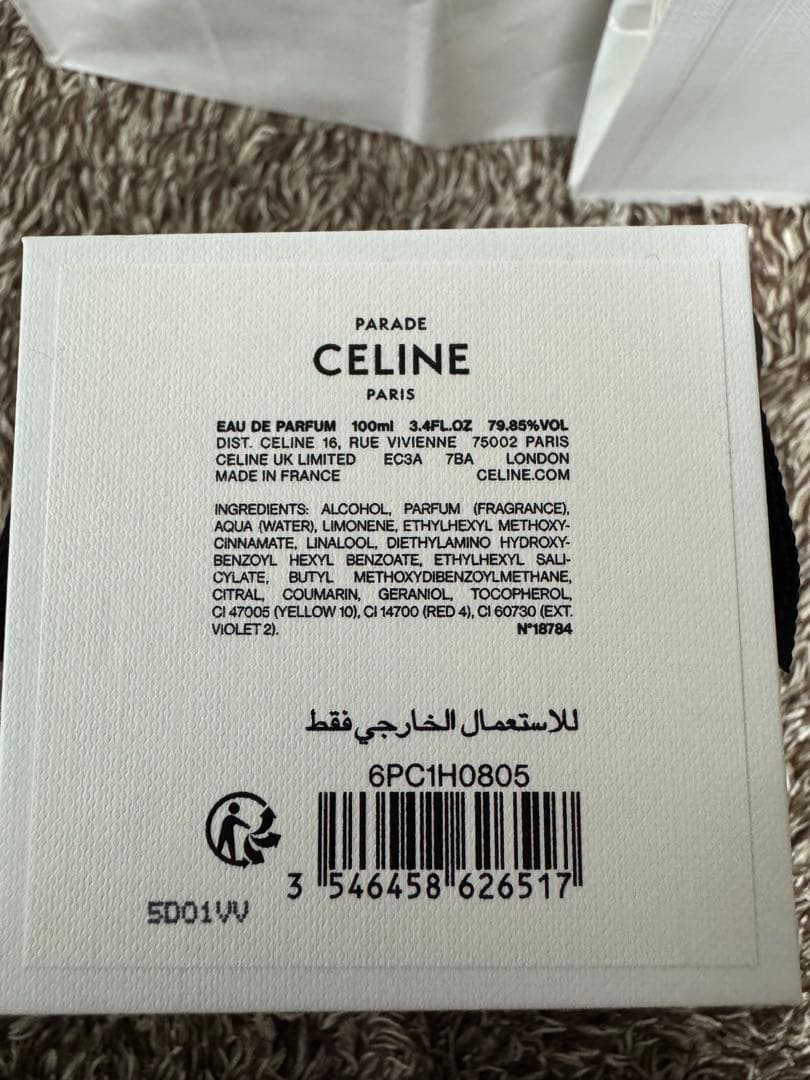 PARADE
CELINE
PARIS
EAU DE PARFUM 100ml 3.4FL.OZ 79.85%VOL
DIST. CELINE 16, RUE VIVIENNE 75002 PARIS
CELINE UK LIMITED EC3A 7BA LONDON
MADE IN FRANCE CELINE.COM
INGREDIENTS: ALCOHOL, PARFUM (FRAGRANCE),
AQUA (WATER), LIMONENE, ETHYLHEXYL METHOXY-
CINNAMATE, LINALOOL, DIETHYLAMINO HYDROXY-
BENZOYL HEXYL BENZOATE, ETHYLHEXYL SALI-
CYLATE, BUTYL METHOXYDIBENZOYLMETHANE,
CITRAL, COUMARIN, GERANIOL, TOCOPHEROL,
CI 47005 (YELLOW 10), CI 14700 (RED 4), CI 60730 (EXT.
VIOLET 2). N°18784
للاستعمال الخارجي فقط
6PC1H0805
3 546458 626517
5D01VV